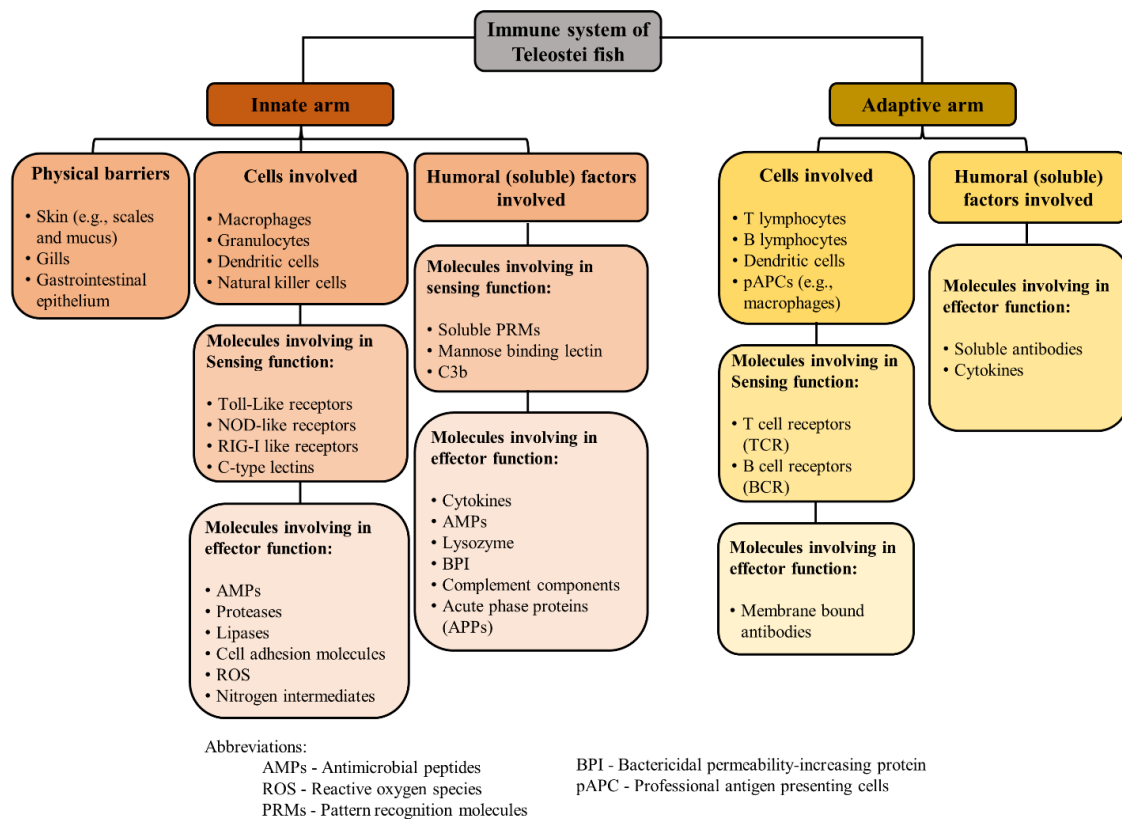 Immune system of
Teleostei fish
Innate arm
Adaptive arm
Physical barriers
• Skin (e.g., scales
and mucus)
• Gills
• Gastrointestinal
epithelium
Cells involved
• Macrophages
• Granulocytes
• Dendritic cells
• Natural killer cells
Molecules involving in
Sensing function:
• Toll-Like receptors
• NOD-like receptors
• RIG-I like receptors
• C-type lectins
Molecules involving in
effector function:
• AMPs
• Proteases
• Lipases
• Cell adhesion molecules
• ROS
• Nitrogen intermediates
Humoral (soluble) factors
involved
Molecules involving in
sensing function:
• Soluble PRMs
• Mannose binding lectin
• C3b
Molecules involving in
effector function:
• Cytokines
• AMPs
• Lysozyme
• BPI
• Complement components
• Acute phase proteins
(APPs)
Cells involved
• T lymphocytes
• B lymphocytes
• Dendritic cells
• pAPCs (e.g.,
macrophages)
Molecules involving in
Sensing function:
• T cell receptors
(TCR)
• B cell receptors
(BCR)
Molecules involving in
effector function:
• Membrane bound
antibodies
Humoral (soluble)
factors involved
Molecules involving in
effector function:
• Soluble antibodies
• Cytokines
Abbreviations:
AMPs - Antimicrobial peptides
ROS - Reactive oxygen species
PRMs - Pattern recognition molecules
BPI - Bactericidal permeability-increasing protein
pAPC - Professional antigen presenting cells